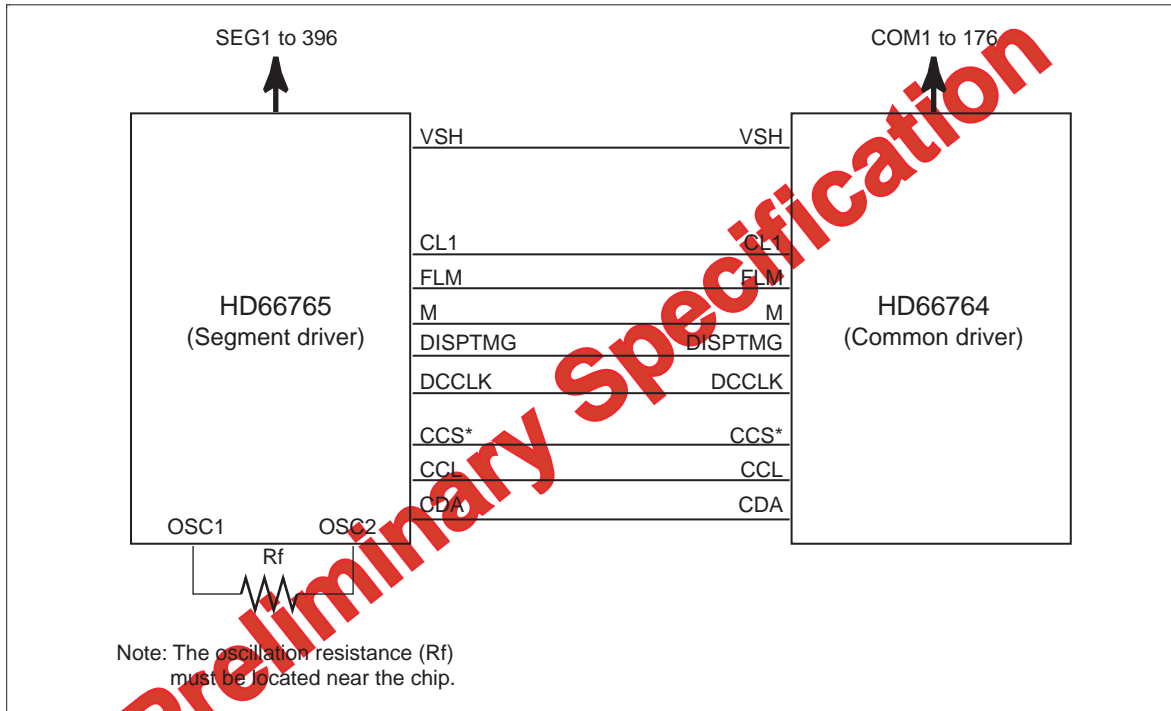 SEG1 to 396
COM1 to 176
VSH
VSH
CL1
CL1
FLM
FLM
HD66765
(Segment driver)
M
M
HD66764
(Common driver)
DISPTMG
DISPTMG
DCCLK
DCCLK
CCS*
CCS*
CCL
CCL
CDA
CDA
OSC1
OSC2
Rf
Note: The oscillation resistance (Rf)
must be located near the chip.
Preliminary Specification